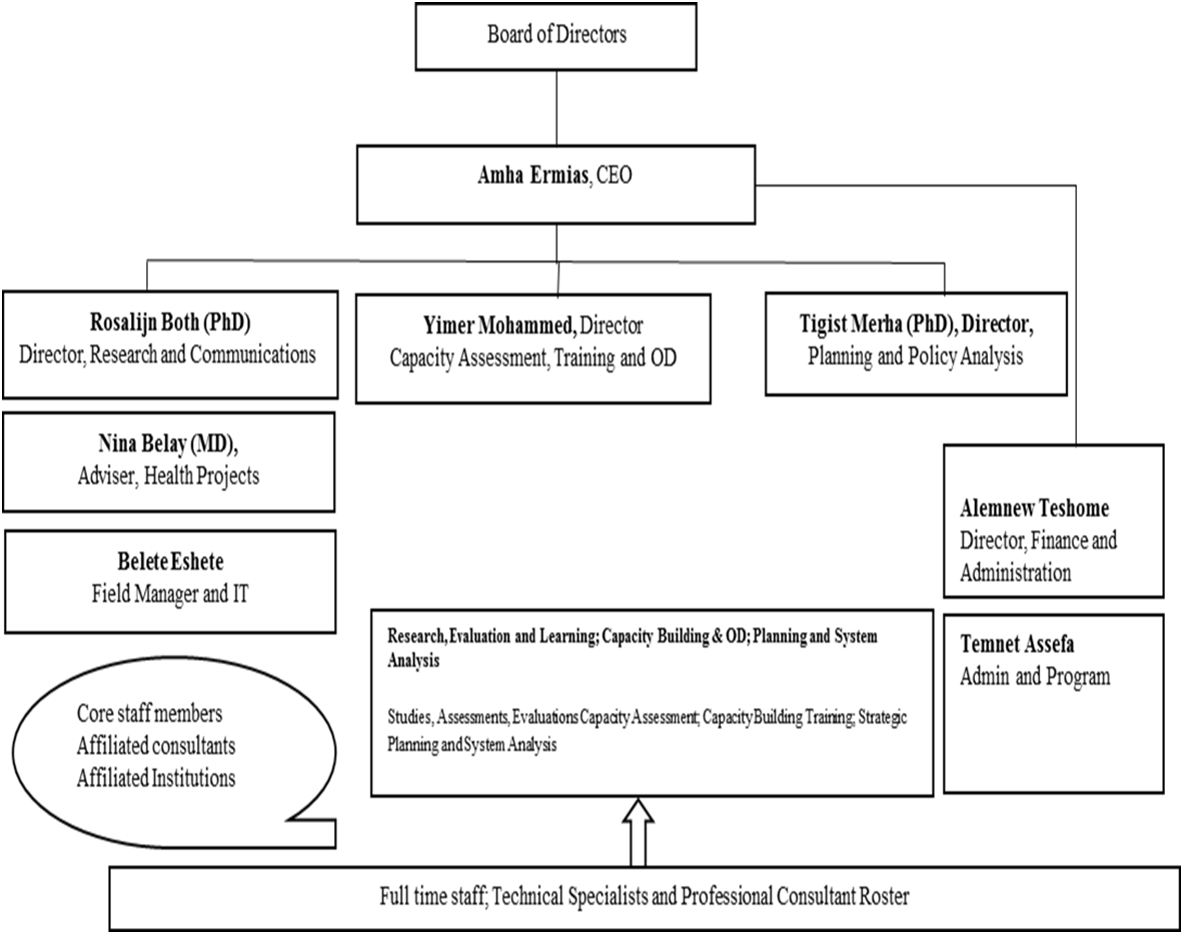 Board of Directors
Amha Ermias, CEO
Rosalijn Both (PhD)
Director, Research and Communications
Yimer Mohammed, Director
Capacity Assessment, Training and OD
Tigist Merha (PhD), Director,
Planning and Policy Analysis
Nina Belay (MD),
Adviser, Health Projects
Belete Eshete
Field Manager and IT
Alemnew Teshome
Director, Finance and
Administration
Temnet Assefa
Admin and Program
Research, Evaluation and Learning; Capacity Building & OD; Planning and System
Analysis
Studies, Assessments, Evaluations Capacity Assessment; Capacity Building Training; Strategic
Planning and System Analysis
Core staff members
Affiliated consultants
Affiliated Institutions
Full time staff; Technical Specialists and Professional Consultant Roster